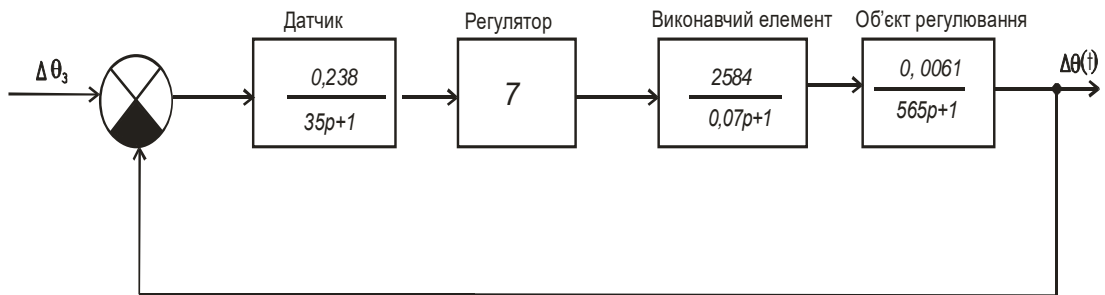 Датчик
Регулятор
Виконавчий елемент
Об'єкт регулювання
Δ θ₃
0,238
35p+1
7
2584
0,07p+1
0, 0061
565p+1
Δθ(t)